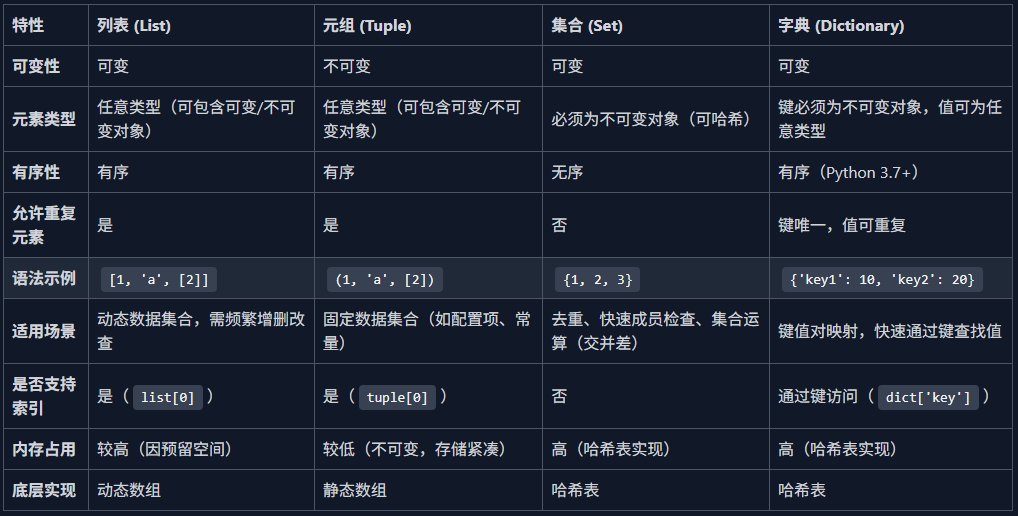 特性 列表 (List) 元组 (Tuple) 集合 (Set) 字典 (Dictionary)
可变性 可变 不可变 可变 可变
元素类型 任意类型（可包含可变/不可变对象） 任意类型（可包含可变/不可变对象） 必须为不可变对象（可哈希） 键必须为不可变对象，值可为任意类型
有序性 有序 有序 无序 有序（Python 3.7+）
允许重复元素 是 是 否 键唯一，值可重复
语法示例 [1, 'a', [2]] (1, 'a', [2]) {1, 2, 3} {'key1': 10, 'key2': 20}
适用场景 动态数据集合，需频繁增删改查 固定数据集合（如配置项、常量） 去重、快速成员检查、集合运算（交并差） 键值对映射，快速通过键查找值
是否支持索引 是（ list[0] ） 是（ tuple[0] ） 否 通过键访问（ dict['key'] ）
内存占用 较高（因预留空间） 较低（不可变，存储紧凑） 高（哈希表实现） 高（哈希表实现）
底层实现 动态数组 静态数组 哈希表 哈希表